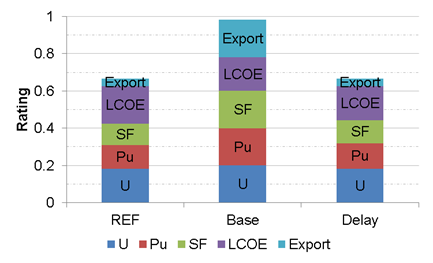 1
0.8
0.6
0.4
0.2
0
Rating
Export
LCOE
SF
Pu
U
Export
LCOE
SF
Pu
U
Export
LCOE
SF
Pu
U
REF Base Delay
U Pu SF LCOE Export